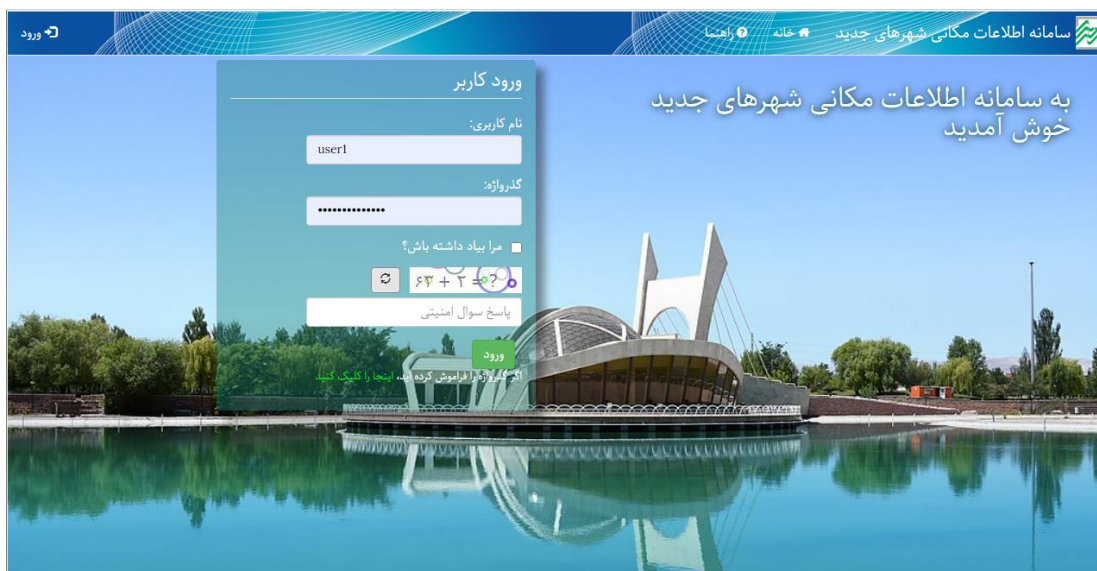 سامانه اطلاعات مکانی شهرهای جدید
خانه
راهنما
ورود
به سامانه اطلاعات مکانی شهرهای جدید
خوش آمدید
ورود کاربر
نام کاربری:
user1
گذرواژه:
••••••••••••••
مرا بیاد داشته باش؟
= ۲ + ?
پاسخ سوال امنیتی
ورود
اگر گذرواژه را فراموش کرده اید، اینجا را کلیک کنید